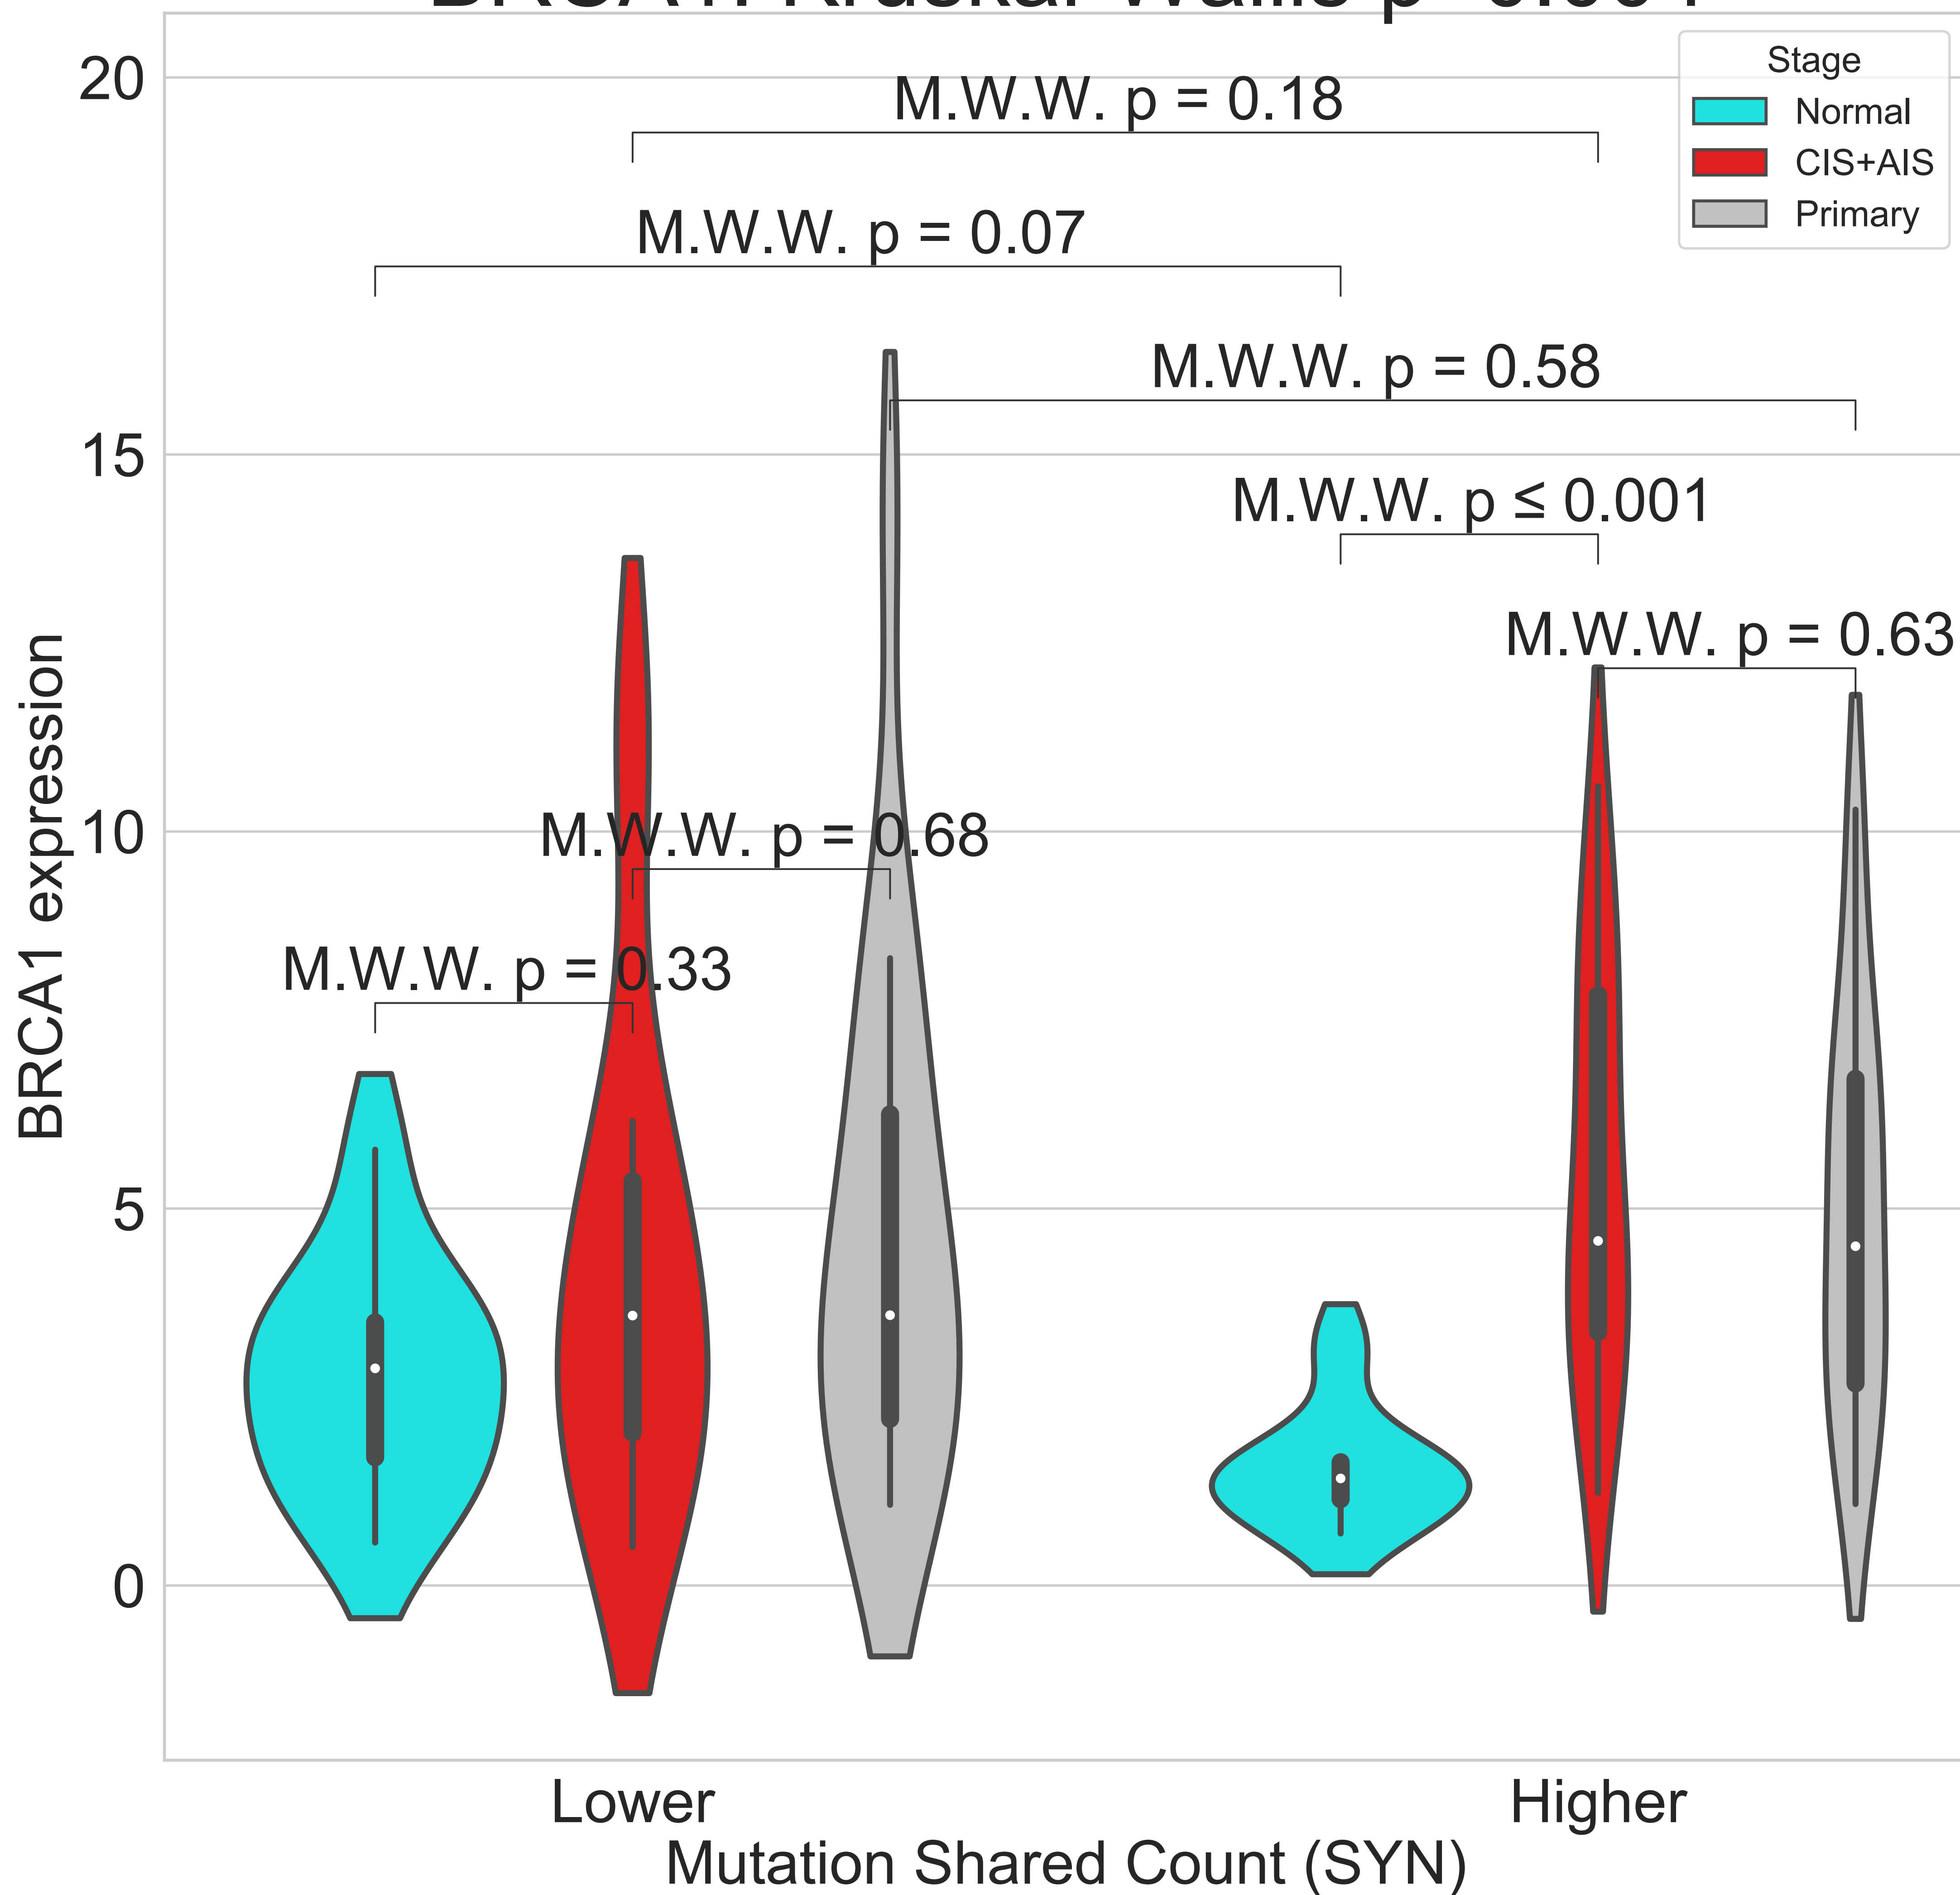 20
15
10
5
0
BRCA1 expression
M.W.W. p = 0.18
M.W.W. p = 0.07
M.W.W. p = 0.58
M.W.W. p ≤ 0.001
M.W.W. p = 0.63
M.W.W. p = 0.68
M.W.W. p = 0.33
Stage
Normal
CIS+AIS
Primary
Lower
Higher
Mutation Shared Count (SYN)